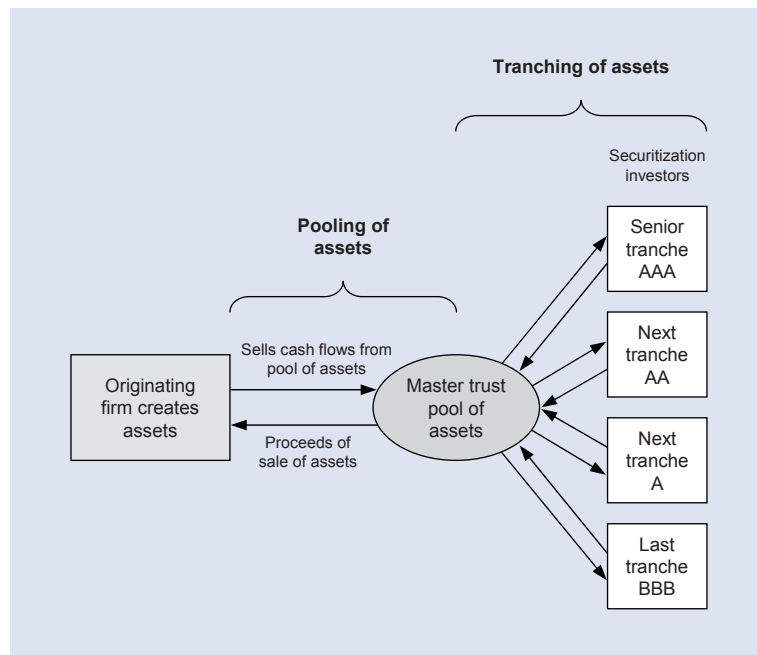 Tranching of assets
Securitization
investors
Pooling of
assets
Senior
tranche
AAA
Sells cash flows from
pool of assets
Next
tranche
AA
Originating
firm creates
assets
Master trust
pool of
assets
Proceeds of
sale of assets
Next
tranche
A
Last
tranche
BBB